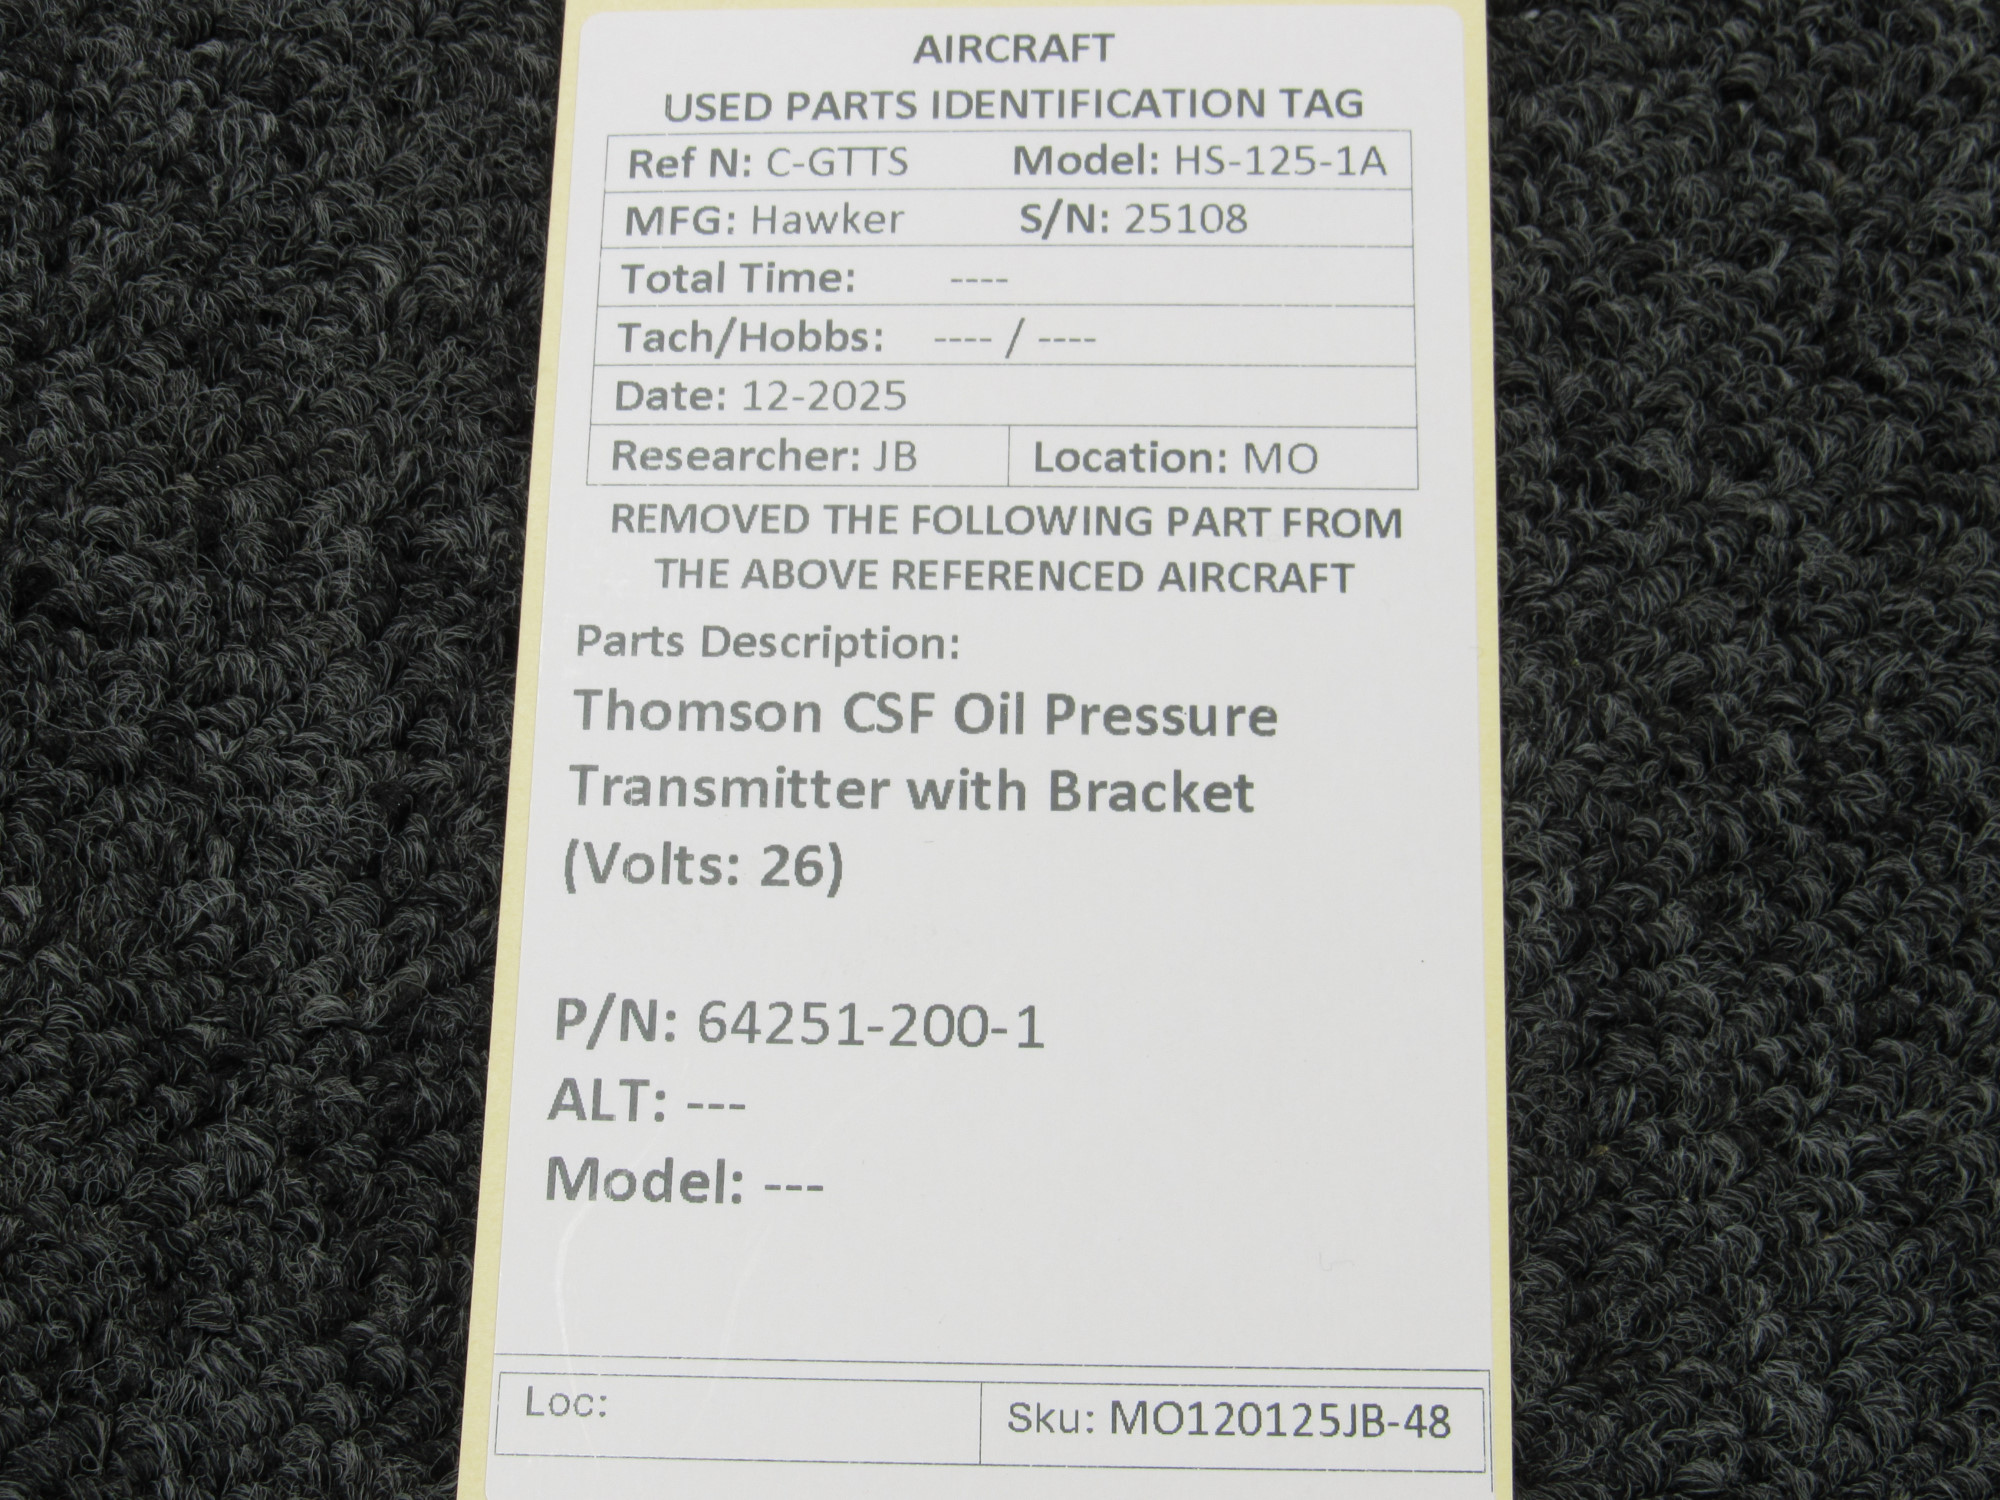 AIRCRAFT
USED PARTS IDENTIFICATION TAG
Ref N: C-GTTS Model: HS-125-1A
MFG: Hawker S/N: 25108
Total Time: ----
Tach/Hobbs: ---- / ----
Date: 12-2025
Researcher: JB Location: MO
REMOVED THE FOLLOWING PART FROM
THE ABOVE REFERENCED AIRCRAFT
Parts Description:
Thomson CSF Oil Pressure
Transmitter with Bracket
(Volts: 26)
P/N: 64251-200-1
ALT: ---
Model: ---
Loc: Sku: MO120125JB-48